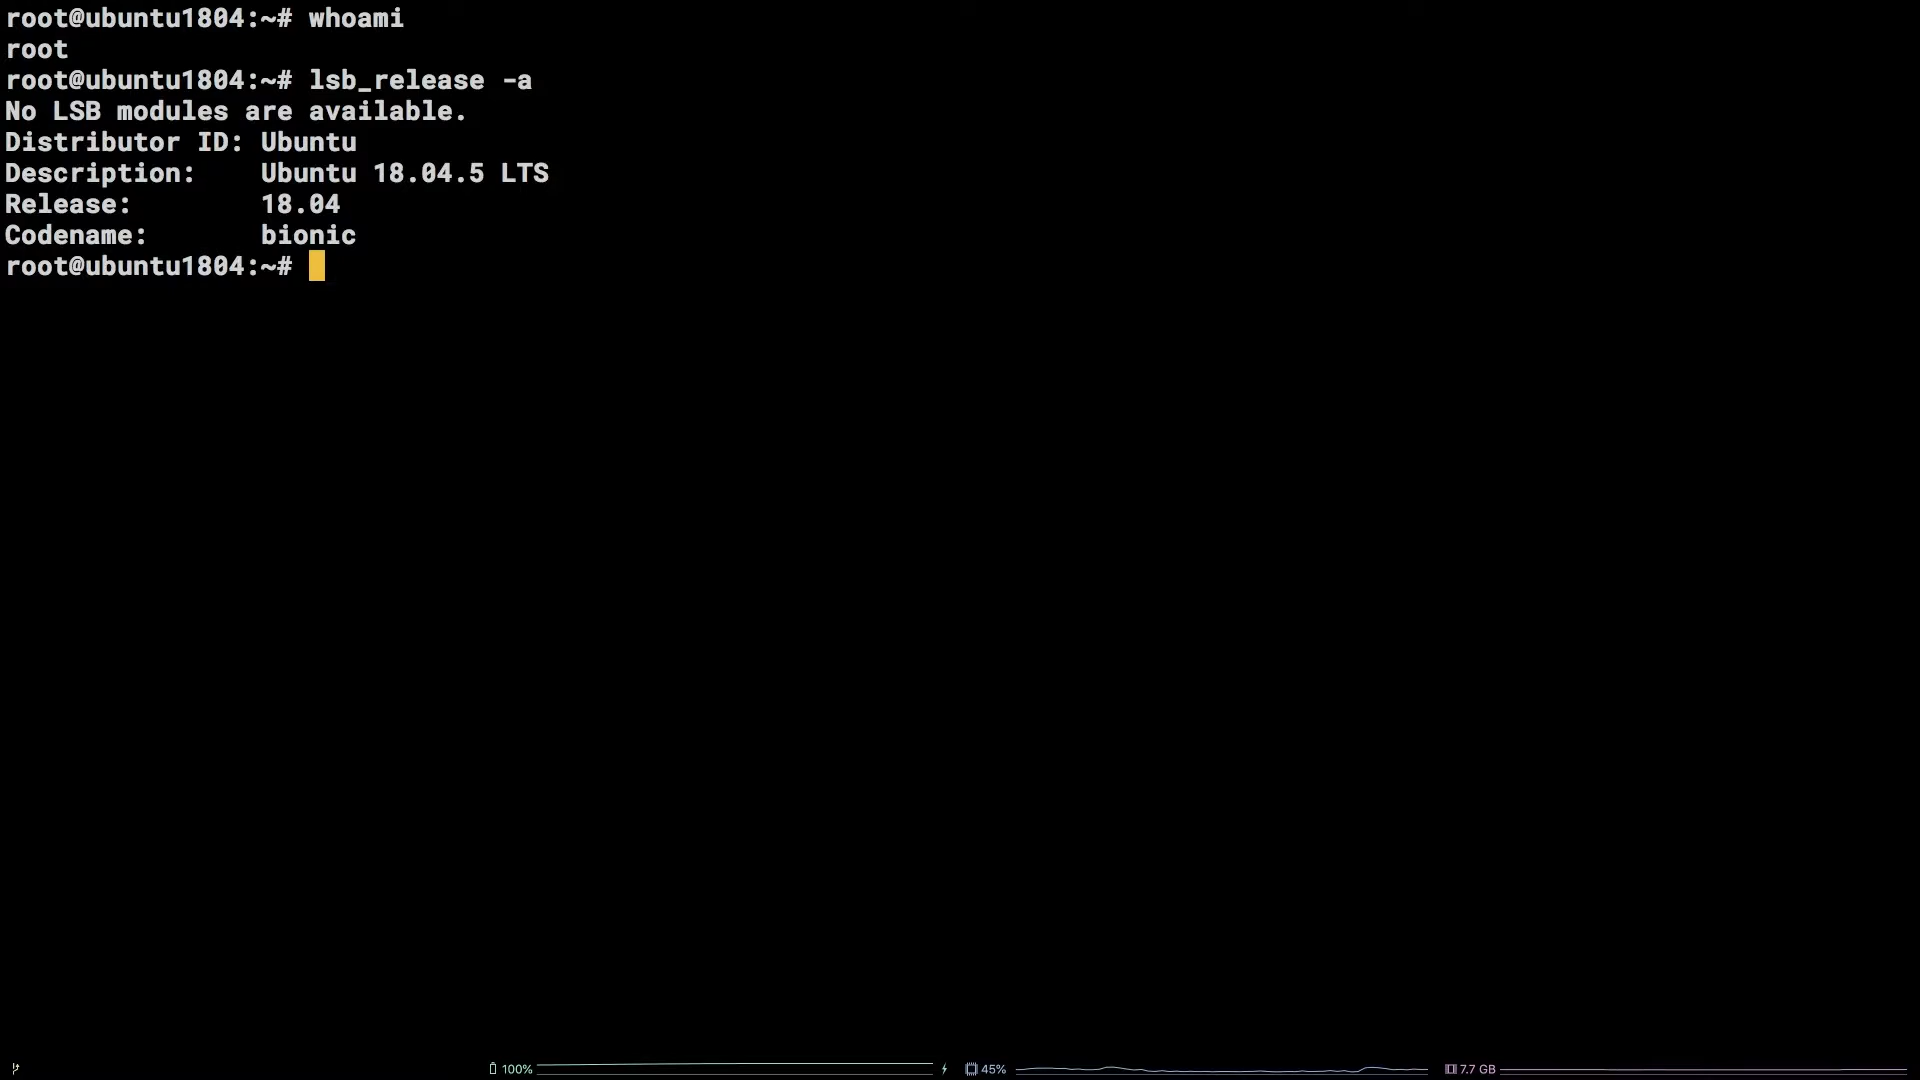 root@ubuntu1804:~# whoami
root
root@ubuntu1804:~# lsb_release -a
No LSB modules are available.
Distributor ID: Ubuntu
Description:    Ubuntu 18.04.5 LTS
Release:        18.04
Codename:       bionic
root@ubuntu1804:~#
100% 45% 7.7 GB